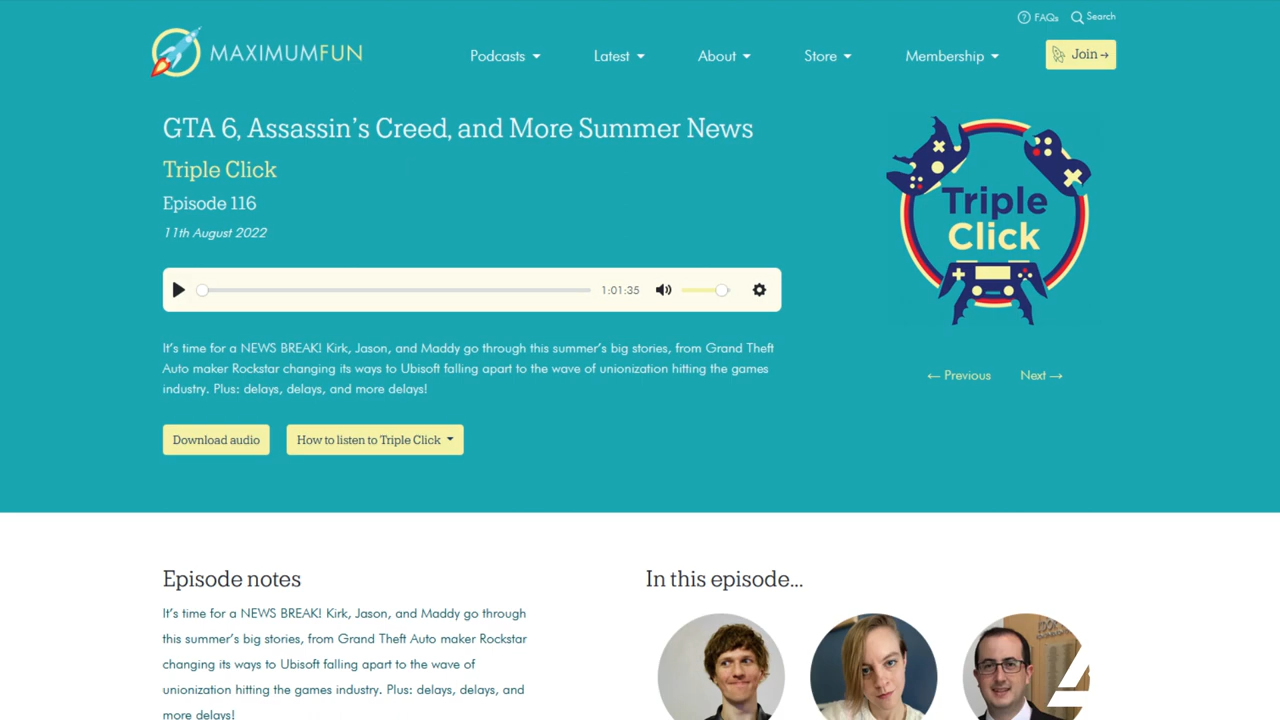 FAQs Search
MAXIMUMFUN
Podcasts Latest About Store Membership Join→
GTA 6, Assassin's Creed, and More Summer News
Triple Click
Episode 116
11th August 2022
1:01:35
Triple
Click
It's time for a NEWS BREAK! Kirk, Jason, and Maddy go through this summer's big stories, from Grand Theft
Auto maker Rockstar changing its ways to Ubisoft falling apart to the wave of unionization hitting the games
industry. Plus: delays, delays, and more delays!
← Previous Next →
Download audio How to listen to Triple Click
Episode notes
In this episode...
It's time for a NEWS BREAK! Kirk, Jason, and Maddy go through
this summer's big stories, from Grand Theft Auto maker Rockstar
changing its ways to Ubisoft falling apart to the wave of
unionization hitting the games industry. Plus: delays, delays, and
more delays!